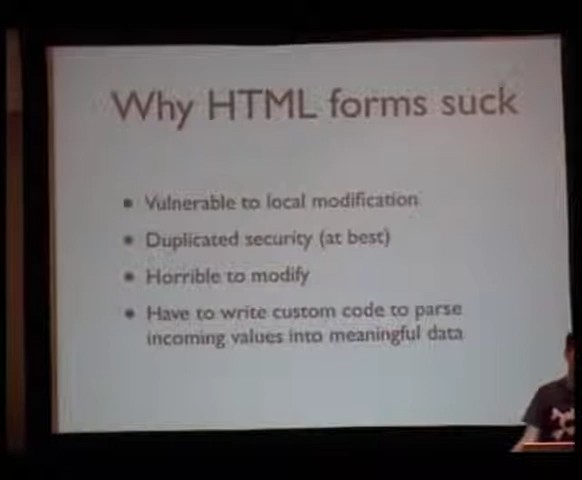 Why HTML forms suck
• Vulnerable to local modification
• Duplicated security (at best)
• Horrible to modify
• Have to write custom code to parse
incoming values into meaningful data